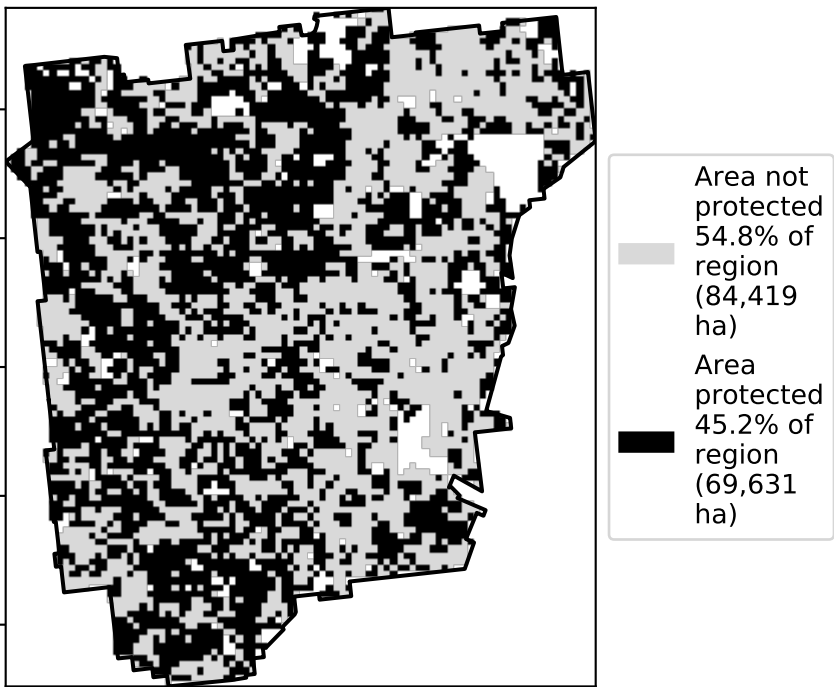 Area not
protected
54.8% of
region
(84,419
ha)
Area
protected
45.2% of
region
(69,631
ha)